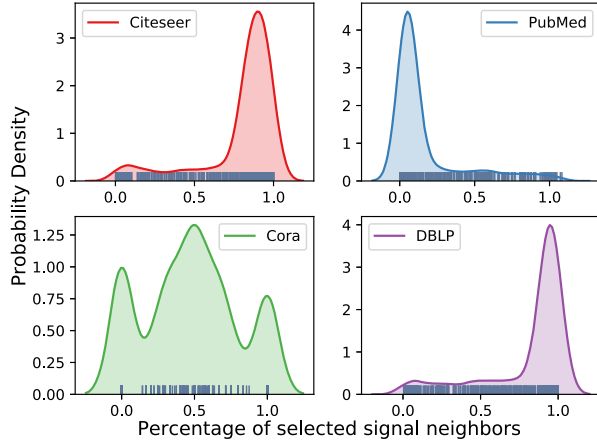 Citeseer
3
2
1
0
0.0 0.5 1.0
PubMed
4
3
2
1
0
0.0 0.5 1.0
Probability Density
Cora
1.25
1.00
0.75
0.50
0.25
0.00
0.0 0.5 1.0
DBLP
4
3
2
1
0
0.0 0.5 1.0
Percentage of selected signal neighbors